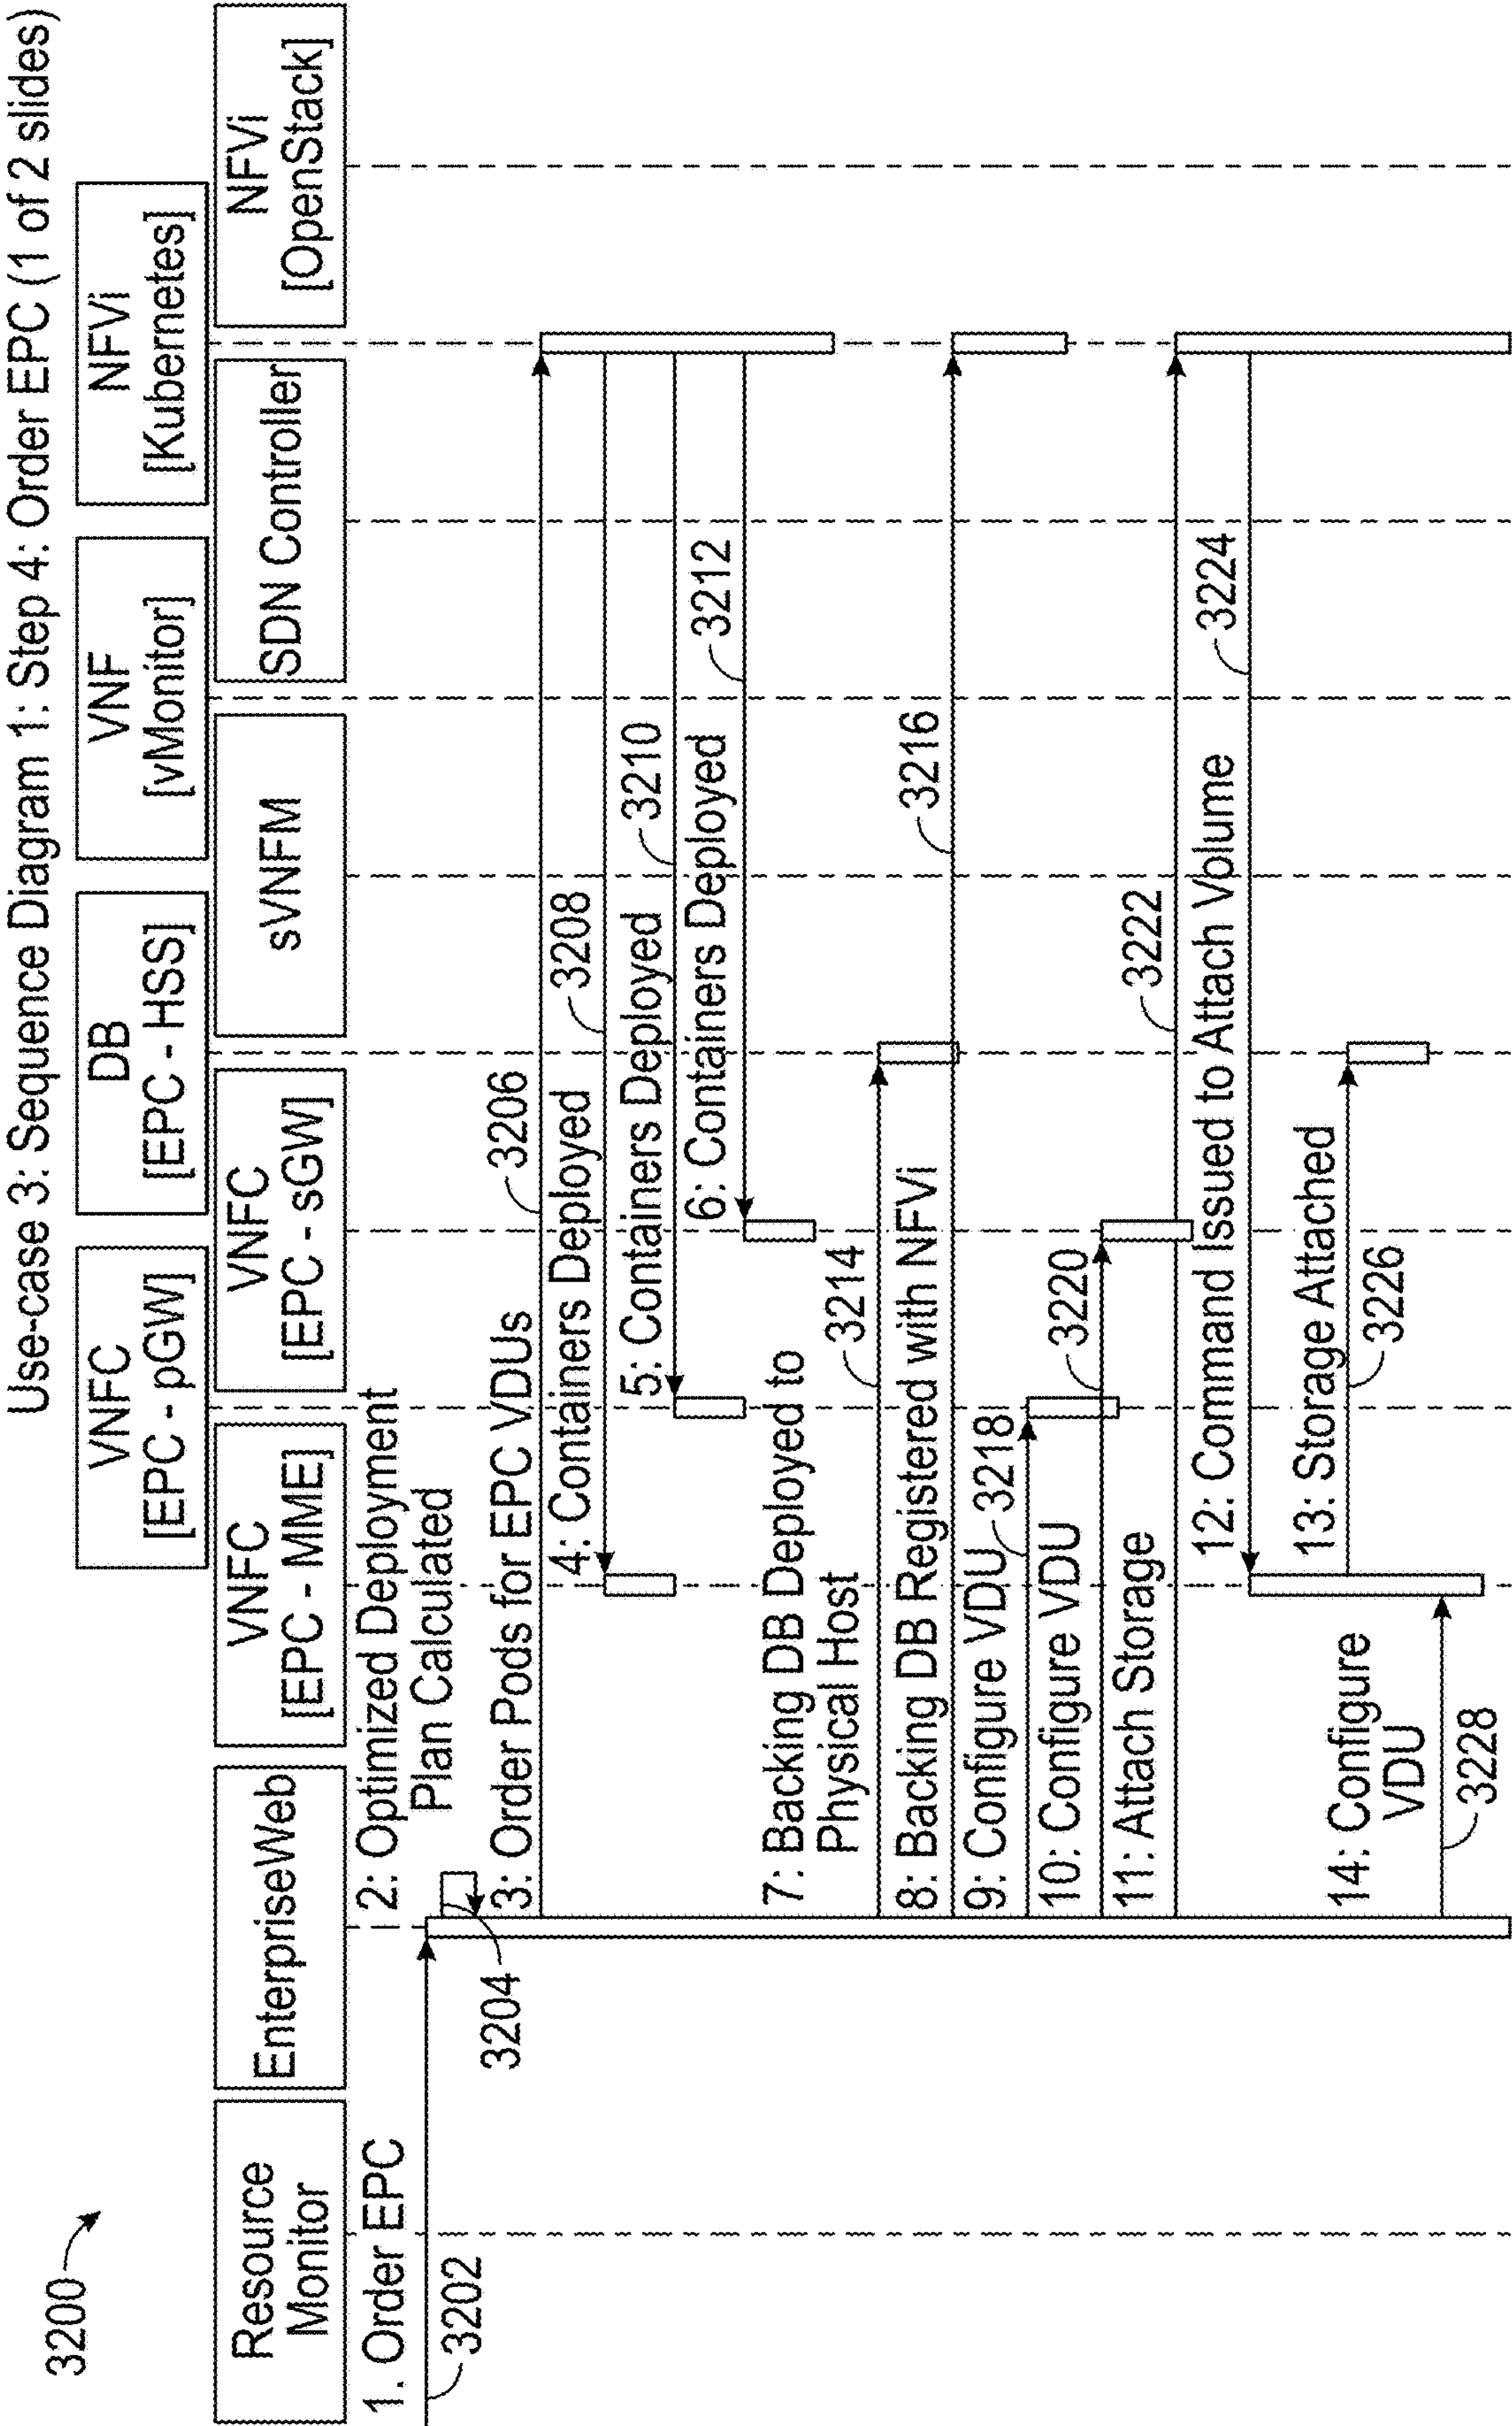 Use-case 3: Sequence Diagram 1: Step 4: Order EPC (1 of 2 slides)
3200
VNFC
[EPC - pGW]
DB
[EPC - HSS]
VNF
[vMonitor]
NFVi
[Kubernetes]
Resource
Monitor
EnterpriseWeb
VNFC
[EPC - MME]
VNFC
[EPC - sGW]
sVNFM
SDN Controller
NFVi
[OpenStack]
1. Order EPC
3202
2: Optimized Deployment
Plan Calculated
3204
3: Order Pods for EPC VDUs
3206
4: Containers Deployed
3208
5: Containers Deployed
3210
6: Containers Deployed
3212
7: Backing DB Deployed to
Physical Host
3214
8: Backing DB Registered with NFVi
3216
9: Configure VDU
3218
10: Configure VDU
3220
11: Attach Storage
3222
12: Command Issued to Attach Volume
3224
13: Storage Attached
3226
14: Configure
VDU
3228